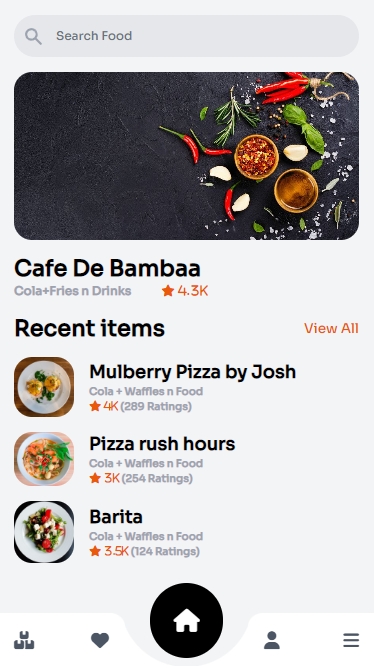 Search Food
Cafe De Bambaa
Cola+Fries n Drinks 4.3K
Recent items View All
Mulberry Pizza by Josh
Cola + Waffles n Food
4K (289 Ratings)
Pizza rush hours
Cola + Waffles n Food
3K (254 Ratings)
Barita
Cola + Waffles n Food
3.5K (124 Ratings)